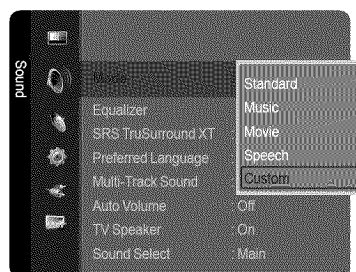 Sound
Mode
Equalizer
SRS TruSurround XT :
Preferred Language :
Multi-Track Sound :
Auto Volume : Off
TV Speaker : On
Sound Select : Main
Standard
Music
Movie
Speech
Custom